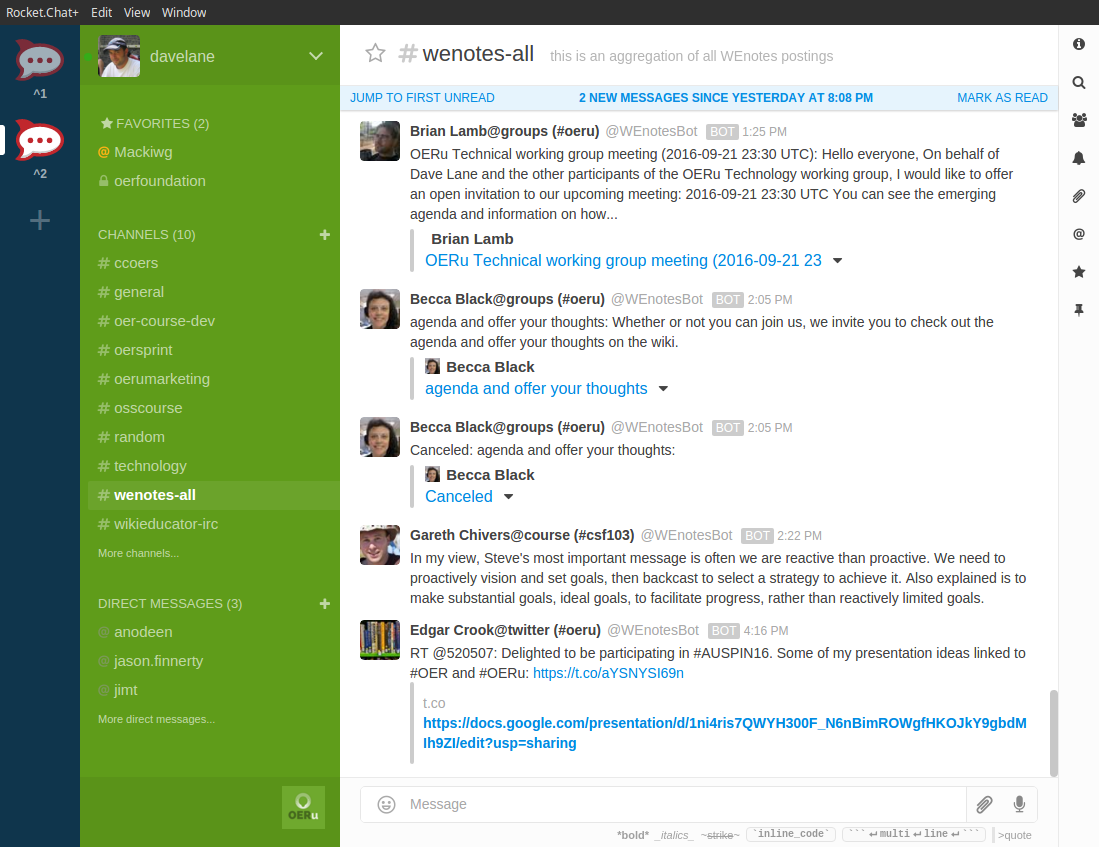 Rocket.Chat+ Edit View Window
^1
^2
davelane
FAVORITES (2)
@ Mackiwg
oerfoundation
CHANNELS (10) +
# ccoers
# general
# oer-course-dev
# oersprint
# oerumarketing
# osscourse
# random
# technology
# wenotes-all
# wikieducator-irc
More channels...
DIRECT MESSAGES (3) +
@ anodeen
@ jason.finnerty
@ jimt
More direct messages...
OERu
# wenotes-all this is an aggregation of all WEnotes postings
JUMP TO FIRST UNREAD 2 NEW MESSAGES SINCE YESTERDAY AT 8:08 PM MARK AS READ
Brian Lamb@groups (#oeru) @WEnotesBot BOT 1:25 PM
OERu Technical working group meeting (2016-09-21 23:30 UTC): Hello everyone, On behalf of
Dave Lane and the other participants of the OERu Technology working group, I would like to offer
an open invitation to our upcoming meeting: 2016-09-21 23:30 UTC You can see the emerging
agenda and information on how...
Brian Lamb
OERu Technical working group meeting (2016-09-21 23
Becca Black@groups (#oeru) @WEnotesBot BOT 2:05 PM
agenda and offer your thoughts: Whether or not you can join us, we invite you to check out the
agenda and offer your thoughts on the wiki.
Becca Black
agenda and offer your thoughts
Becca Black@groups (#oeru) @WEnotesBot BOT 2:05 PM
Canceled: agenda and offer your thoughts:
Becca Black
Canceled
Gareth Chivers@course (#csf103) @WEnotesBot BOT 2:22 PM
In my view, Steve's most important message is often we are reactive than proactive. We need to
proactively vision and set goals, then backcast to select a strategy to achieve it. Also explained is to
make substantial goals, ideal goals, to facilitate progress, rather than reactively limited goals.
Edgar Crook@twitter (#oeru) @WEnotesBot BOT 4:16 PM
RT @520507: Delighted to be participating in #AUSPIN16. Some of my presentation ideas linked to
#OER and #OERu: https://t.co/aYSNYSI69n
t.co
https://docs.google.com/presentation/d/1ni4ris7QWYH300F_N6nBimROWgfHKOJkY9gbdM
Ih9ZI/edit?usp=sharing
Message
*bold* _italics_ ~strike~ `inline_code` ```↵multi↵line↵``` >quote
@